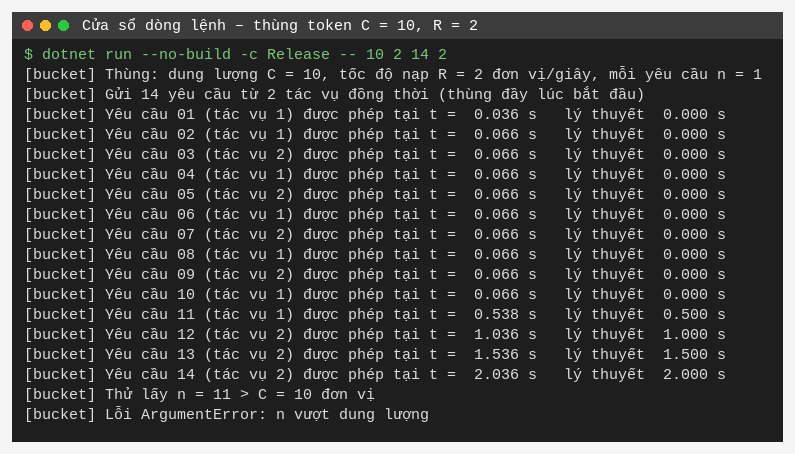 Cửa sổ dòng lệnh – thùng token C = 10, R = 2
$ dotnet run --no-build -c Release -- 10 2 14 2
[bucket] Thùng: dung lượng C = 10, tốc độ nạp R = 2 đơn vị/giây, mỗi yêu cầu n = 1
[bucket] Gửi 14 yêu cầu từ 2 tác vụ đồng thời (thùng đầy lúc bắt đầu)
[bucket] Yêu cầu 01 (tác vụ 1) được phép tại t =  0.036 s   lý thuyết  0.000 s
[bucket] Yêu cầu 02 (tác vụ 1) được phép tại t =  0.066 s   lý thuyết  0.000 s
[bucket] Yêu cầu 03 (tác vụ 2) được phép tại t =  0.066 s   lý thuyết  0.000 s
[bucket] Yêu cầu 04 (tác vụ 1) được phép tại t =  0.066 s   lý thuyết  0.000 s
[bucket] Yêu cầu 05 (tác vụ 2) được phép tại t =  0.066 s   lý thuyết  0.000 s
[bucket] Yêu cầu 06 (tác vụ 1) được phép tại t =  0.066 s   lý thuyết  0.000 s
[bucket] Yêu cầu 07 (tác vụ 2) được phép tại t =  0.066 s   lý thuyết  0.000 s
[bucket] Yêu cầu 08 (tác vụ 1) được phép tại t =  0.066 s   lý thuyết  0.000 s
[bucket] Yêu cầu 09 (tác vụ 2) được phép tại t =  0.066 s   lý thuyết  0.000 s
[bucket] Yêu cầu 10 (tác vụ 1) được phép tại t =  0.066 s   lý thuyết  0.000 s
[bucket] Yêu cầu 11 (tác vụ 1) được phép tại t =  0.538 s   lý thuyết  0.500 s
[bucket] Yêu cầu 12 (tác vụ 2) được phép tại t =  1.036 s   lý thuyết  1.000 s
[bucket] Yêu cầu 13 (tác vụ 2) được phép tại t =  1.536 s   lý thuyết  1.500 s
[bucket] Yêu cầu 14 (tác vụ 2) được phép tại t =  2.036 s   lý thuyết  2.000 s
[bucket] Thử lấy n = 11 > C = 10 đơn vị
[bucket] Lỗi ArgumentError: n vượt dung lượng